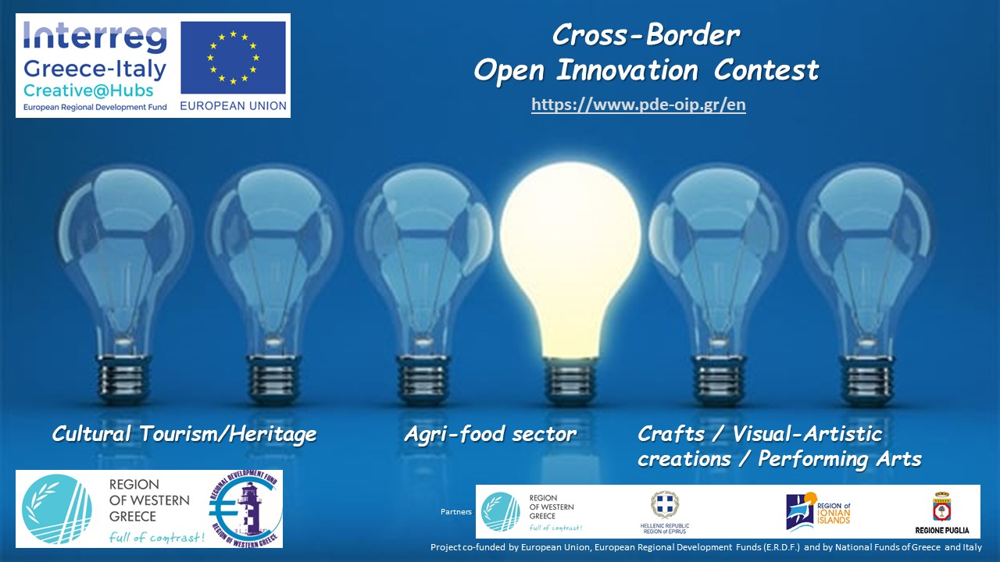 Interreg
Greece-Italy
Creative@Hubs
European Regional Development Fund
EUROPEAN UNION
Cross-Border
Open Innovation Contest
https://www.pde-oip.gr/en
Cultural Tourism/Heritage
Agri-food sector
Crafts / Visual-Artistic
creations / Performing Arts
REGION
OF WESTERN
GREECE
full of contrast!
REGIONAL DEVELOPMENT FUND
REGION OF WESTERN GREECE
Partners
REGION
OF WESTERN
GREECE
full of contrast!
HELLENIC REPUBLIC
REGION of EPIRUS
REGION of
IONIAN
ISLANDS
REGIONE PUGLIA
Project co-funded by European Union, European Regional Development Funds (E.R.D.F.) and by National Funds of Greece and Italy